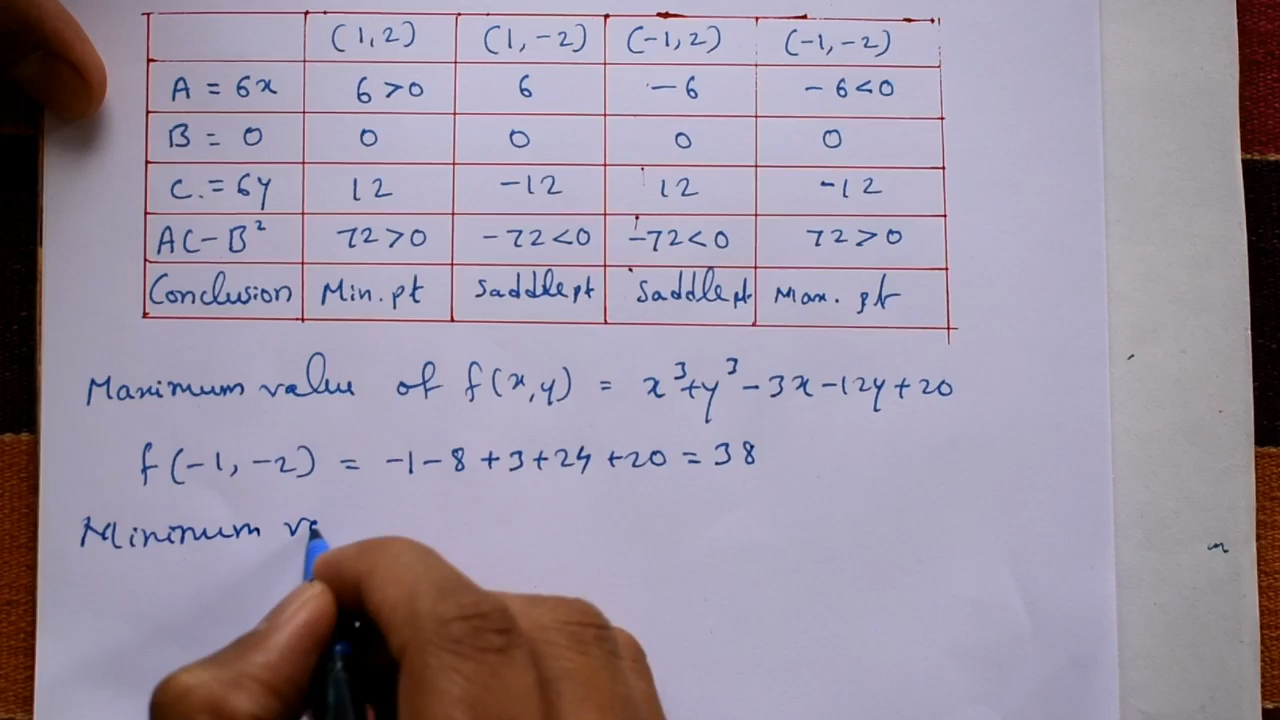 (1,2) (1,-2) (-1,2) (-1,-2)
A = 6x 6>0 6 -6 -6<0
B = 0 0 0 0 0
C = 6y 12 -12 12 -12
AC-B² 72>0 -72<0 -72<0 72>0
Conclusion Min. pt Saddle pt Saddle pt. Max. pt
Maximum value of f(x,y) = x³+y³-3x-12y+20
f(-1,-2) = -1-8+3+24+20 = 38
Minimum